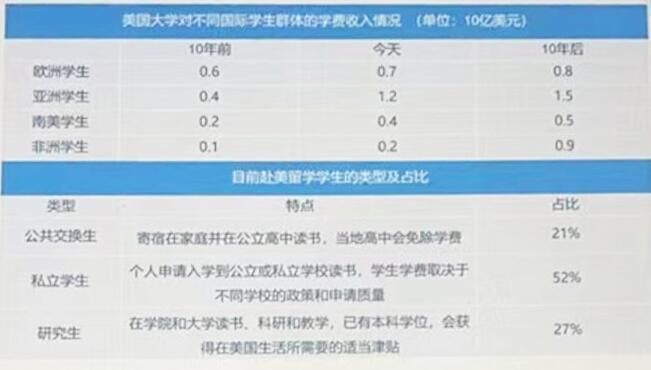 美国大学对不同国际学生群体的学费收入情况 （单位：10亿美元）
10年前 今天 10年后
欧洲学生 0.6 0.7 0.8
亚洲学生 0.4 1.2 1.5
南美学生 0.2 0.4 0.5
非洲学生 0.1 0.2 0.9
目前赴美留学学生的类型及占比
类型 特点 占比
公共交换生 寄宿在家庭并在公立高中读书，当地高中会免除学费 21%
私立学生 个人申请入学到公立或私立学校读书，学生学费取决于
不同学校的政策和申请质量 52%
研究生 在学院和大学读书、科研和教学，已有本科学位，会获
得在美国生活所需要的适当津贴 27%